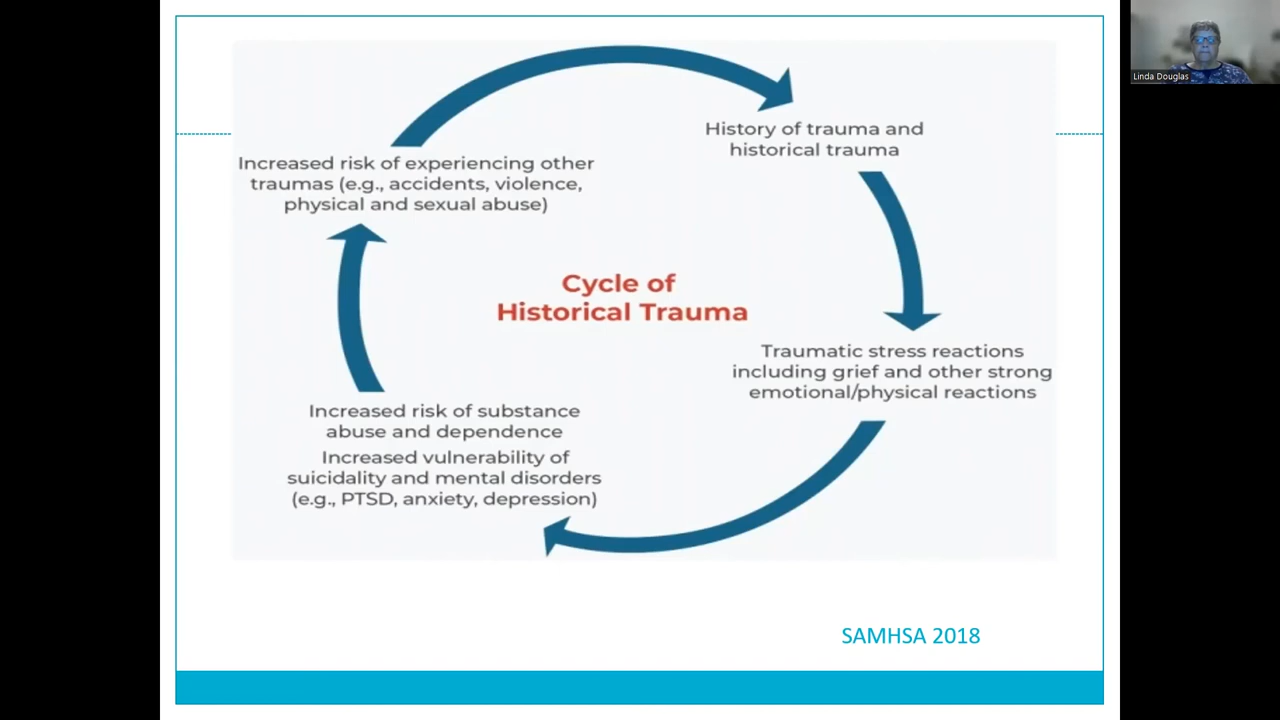 Linda Douglas
History of trauma and
historical trauma
Increased risk of experiencing other
traumas (e.g., accidents, violence,
physical and sexual abuse)
Cycle of
Historical Trauma
Traumatic stress reactions
including grief and other strong
emotional/physical reactions
Increased risk of substance
abuse and dependence
Increased vulnerability of
suicidality and mental disorders
(e.g., PTSD, anxiety, depression)
SAMHSA 2018